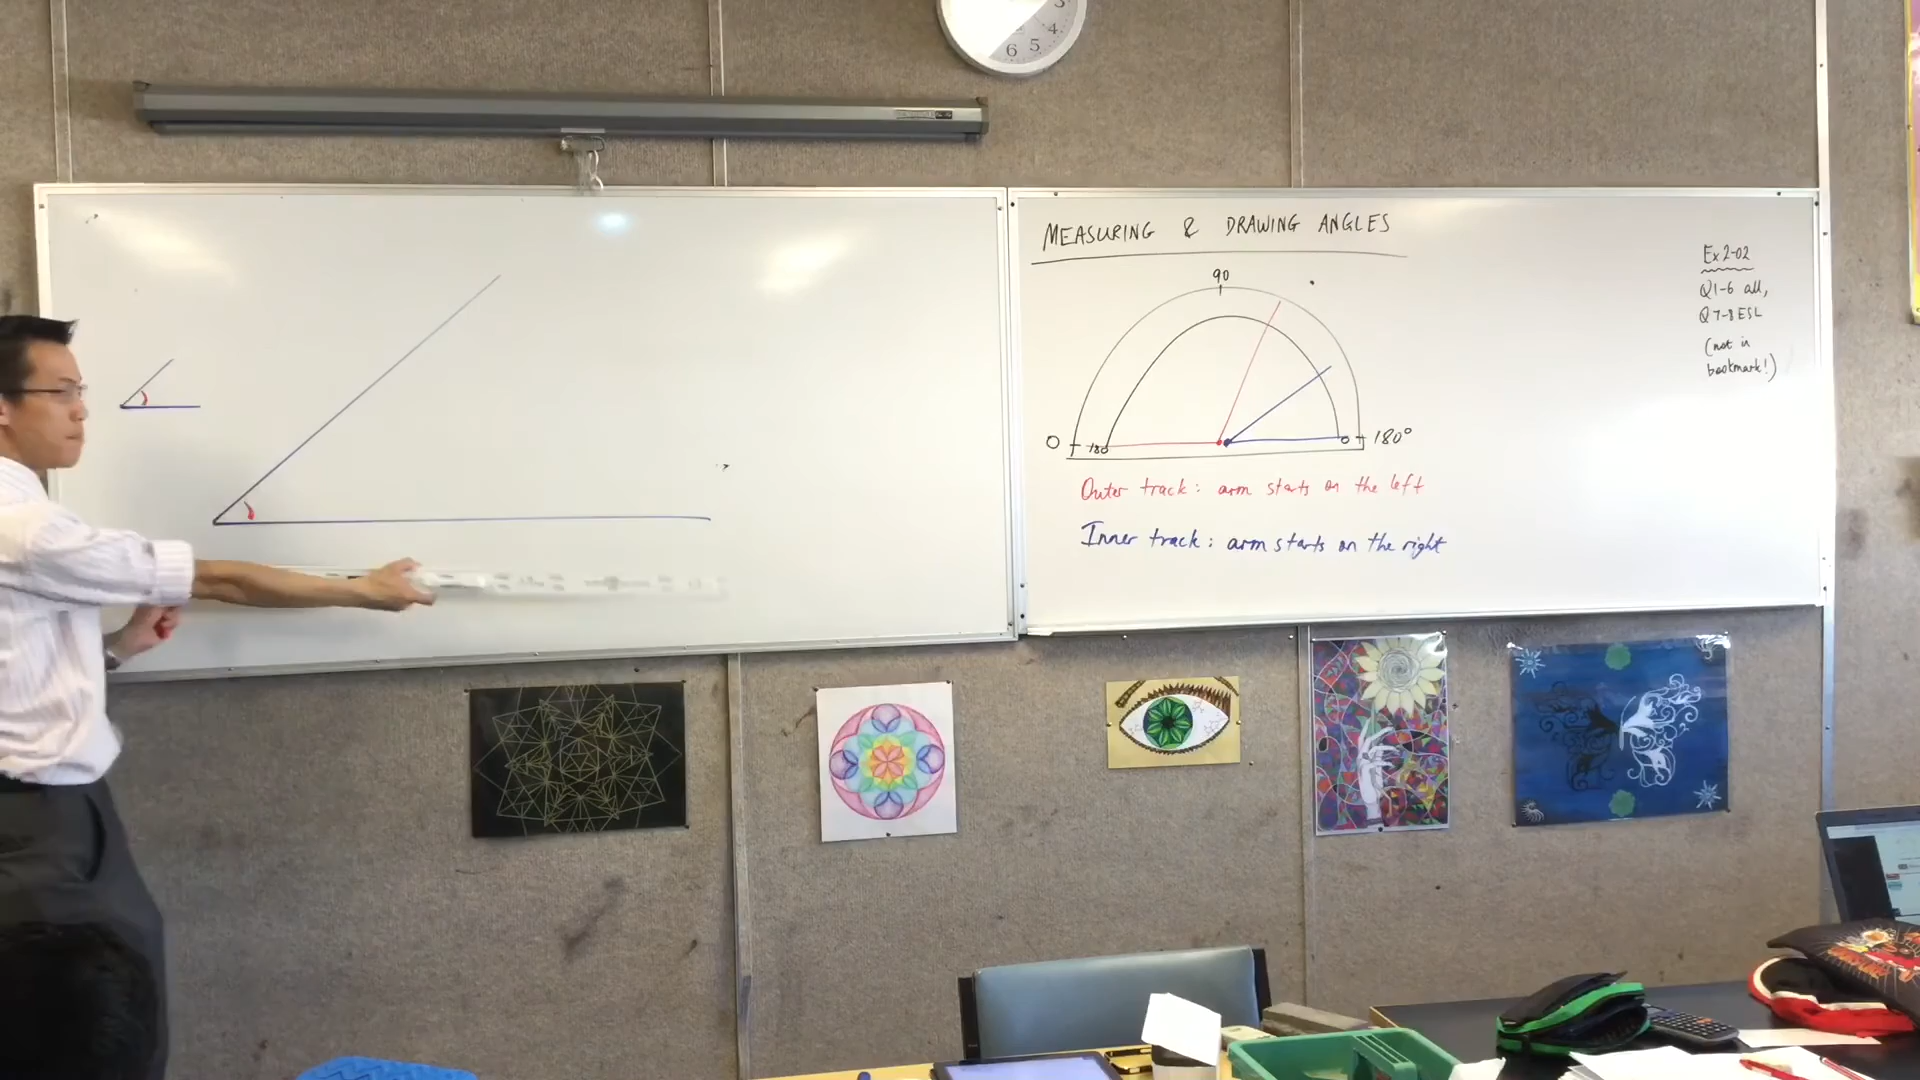 3
4
5
6
MEASURING & DRAWING ANGLES
90
0
180
0
180°
Outer track: arm starts on the left
Inner track: arm starts on the right
Ex 2-02
Q1-6 all,
Q7-8 ESL
(not in
bookmark!)